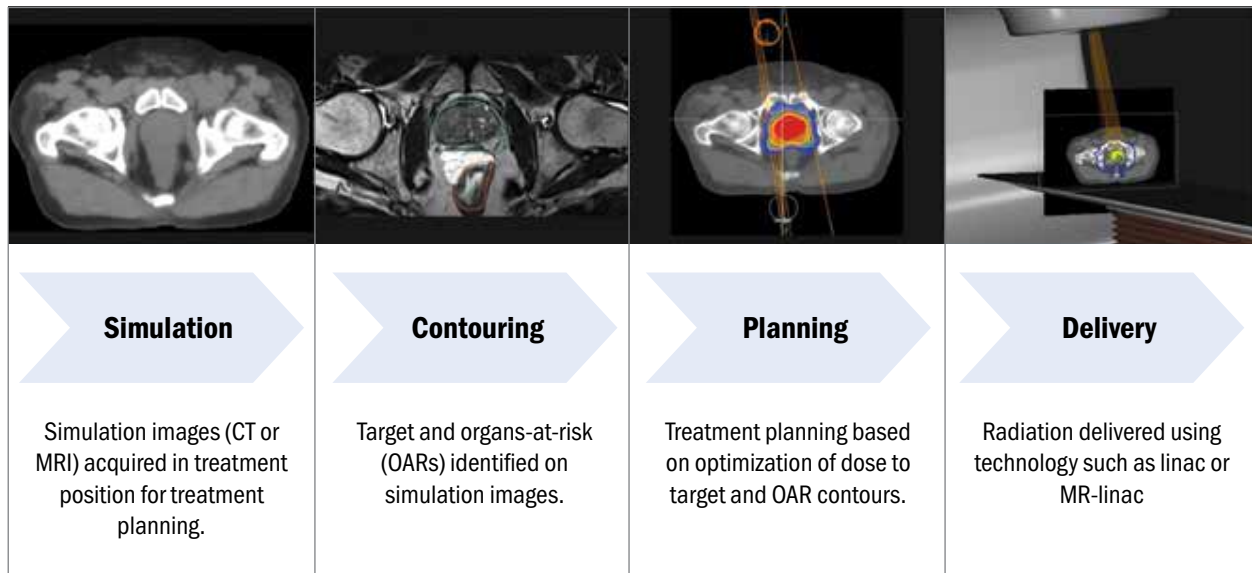 Simulation
Contouring
Planning
Delivery
Simulation images (CT or
MRI) acquired in treatment
position for treatment
planning.
Target and organs-at-risk
(OARs) identified on
simulation images.
Treatment planning based
on optimization of dose to
target and OAR contours.
Radiation delivered using
technology such as linac or
MR-linac